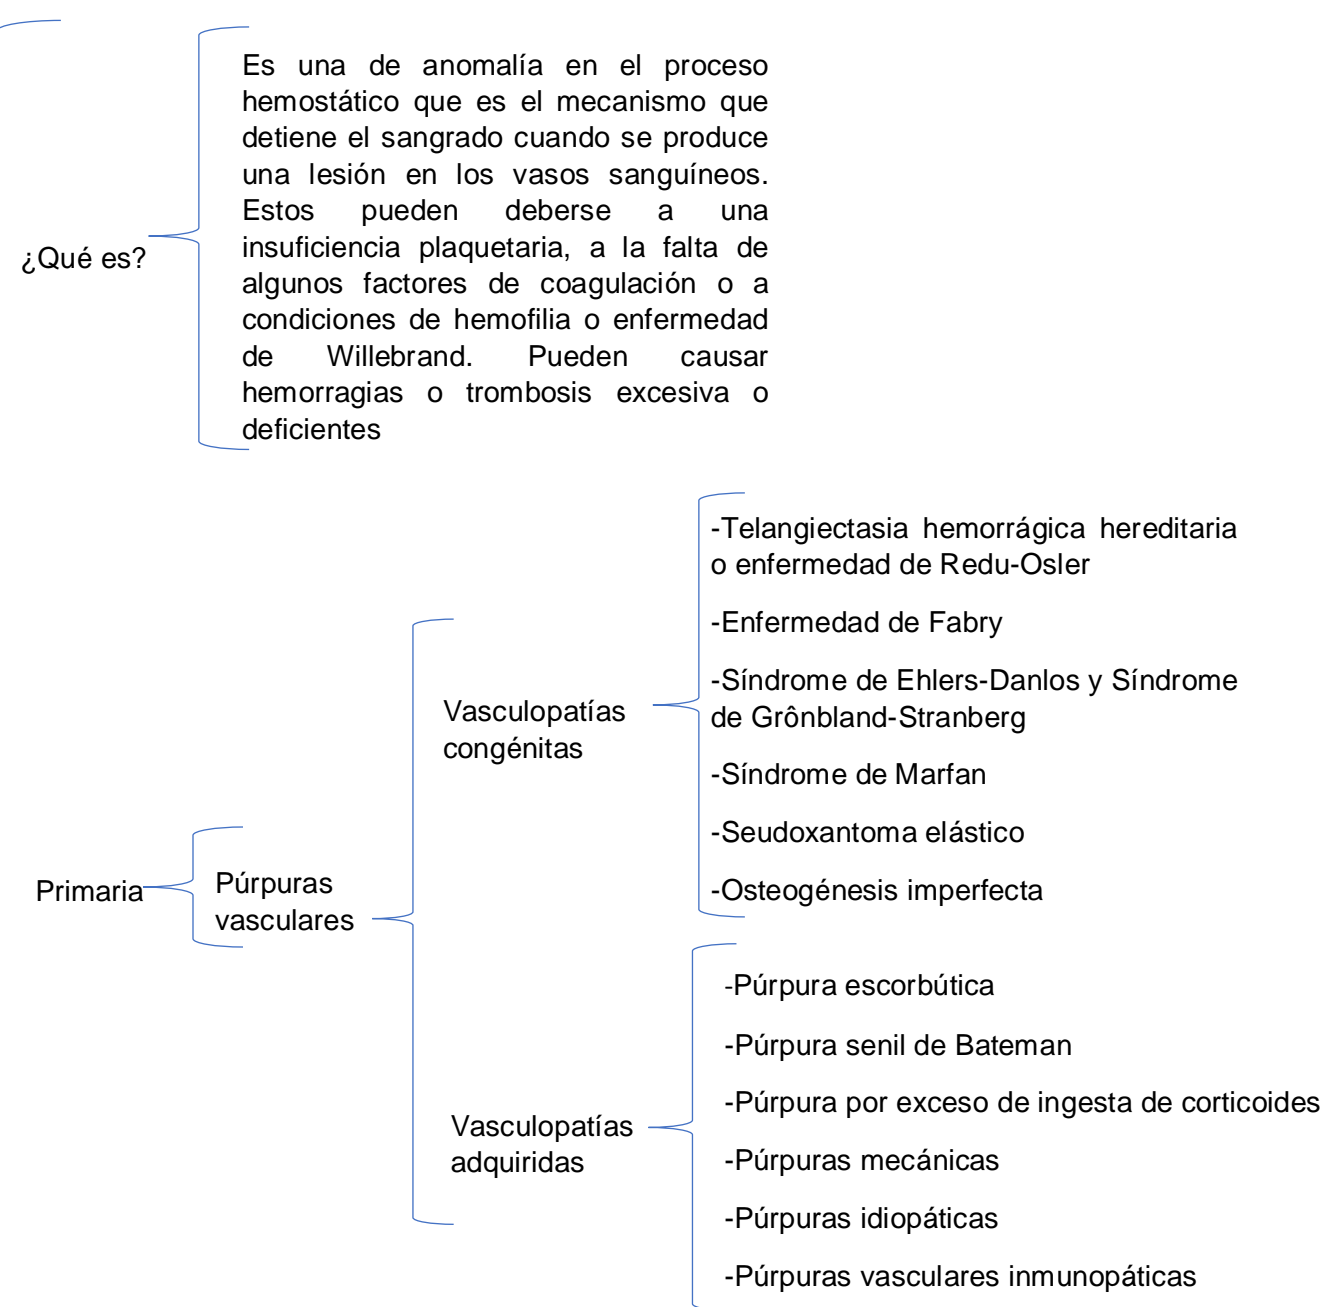 Es una de anomalía en el proceso
hemostático que es el mecanismo que
detiene el sangrado cuando se produce
una lesión en los vasos sanguíneos.
Estos pueden deberse a una
insuficiencia plaquetaria, a la falta de
algunos factores de coagulación o a
condiciones de hemofilia o enfermedad
de Willebrand. Pueden causar
hemorragias o trombosis excesiva o
deficientes
¿Qué es?
-Telangiectasia hemorrágica hereditaria
o enfermedad de Redu-Osler
-Enfermedad de Fabry
-Síndrome de Ehlers-Danlos y Síndrome
de Grônbland-Stranberg
-Síndrome de Marfan
-Seudoxantoma elástico
-Osteogénesis imperfecta
Vasculopatías
congénitas
Primaria
Púrpuras
vasculares
-Púrpura escorbútica
-Púrpura senil de Bateman
-Púrpura por exceso de ingesta de corticoides
-Púrpuras mecánicas
-Púrpuras idiopáticas
-Púrpuras vasculares inmunopáticas
Vasculopatías
adquiridas